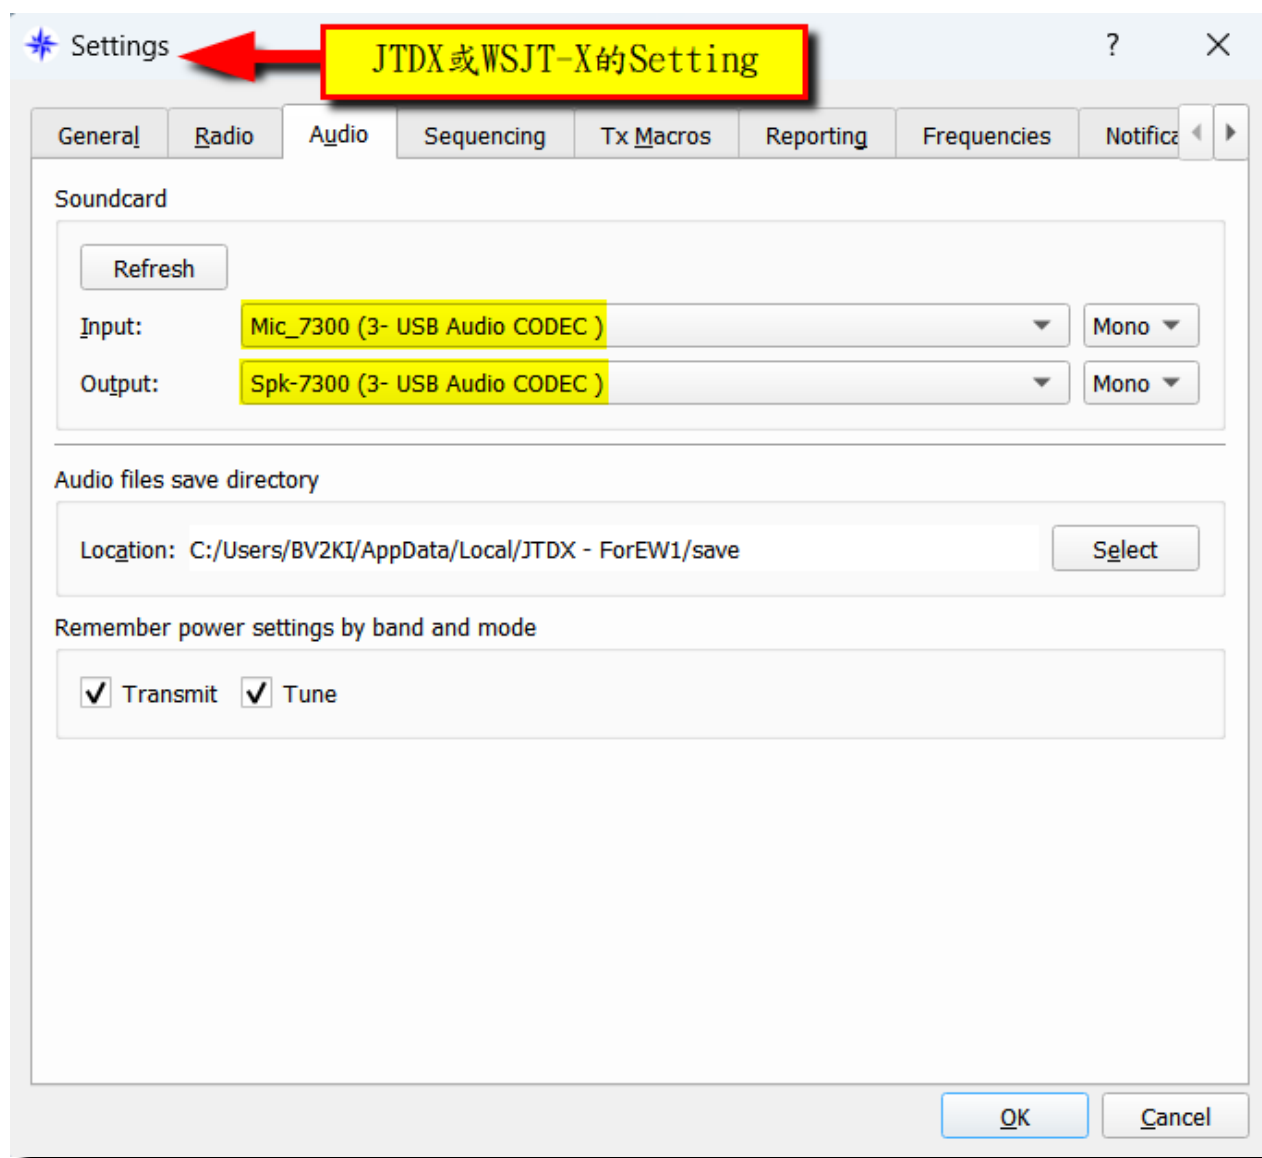 Settings
JTDX或WSJT-X的Setting
?
General Radio Audio Sequencing Tx Macros Reporting Frequencies Notifica
Soundcard
Refresh
Input: Mic_7300 (3- USB Audio CODEC ) Mono
Output: Spk-7300 (3- USB Audio CODEC ) Mono
Audio files save directory
Location: C:/Users/BV2KI/AppData/Local/JTDX - ForEW1/save Select
Remember power settings by band and mode
Transmit Tune
OK Cancel